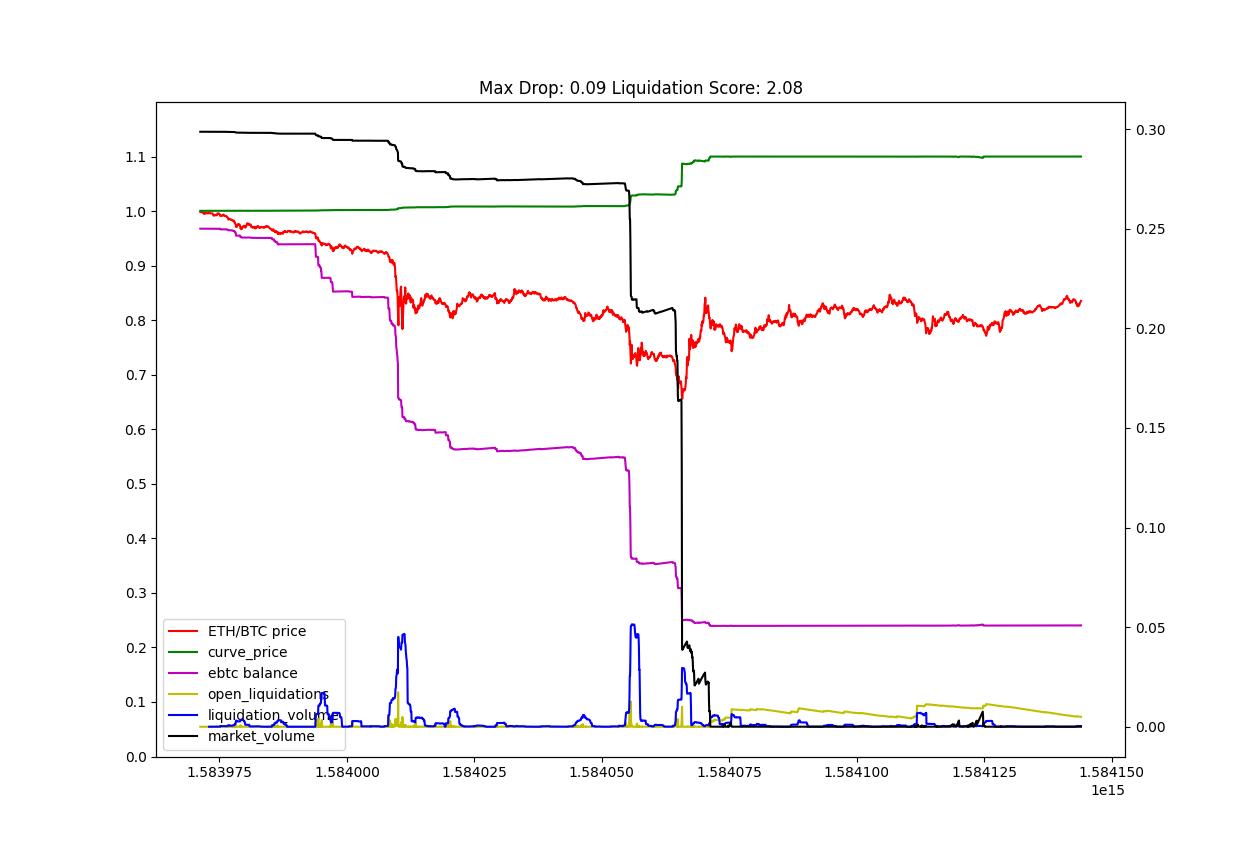 Max Drop: 0.09 Liquidation Score: 2.08
1.1
1.0
0.9
0.8
0.7
0.6
0.5
0.4
0.3
0.2
0.1
0.0
0.30
0.25
0.20
0.15
0.10
0.05
0.00
ETH/BTC price
curve_price
ebtc balance
open_liquidations
liquidation_volume
market_volume
1.583975 1.584000 1.584025 1.584050 1.584075 1.584100 1.584125 1.584150
1e15